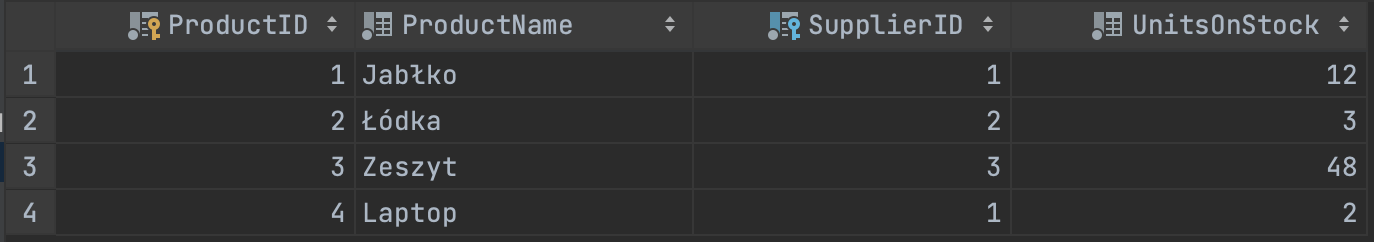 ProductID ProductName SupplierID UnitsOnStock
1 1 Jabłko 1 12
2 2 Łódka 2 3
3 3 Zeszyt 3 48
4 4 Laptop 1 2